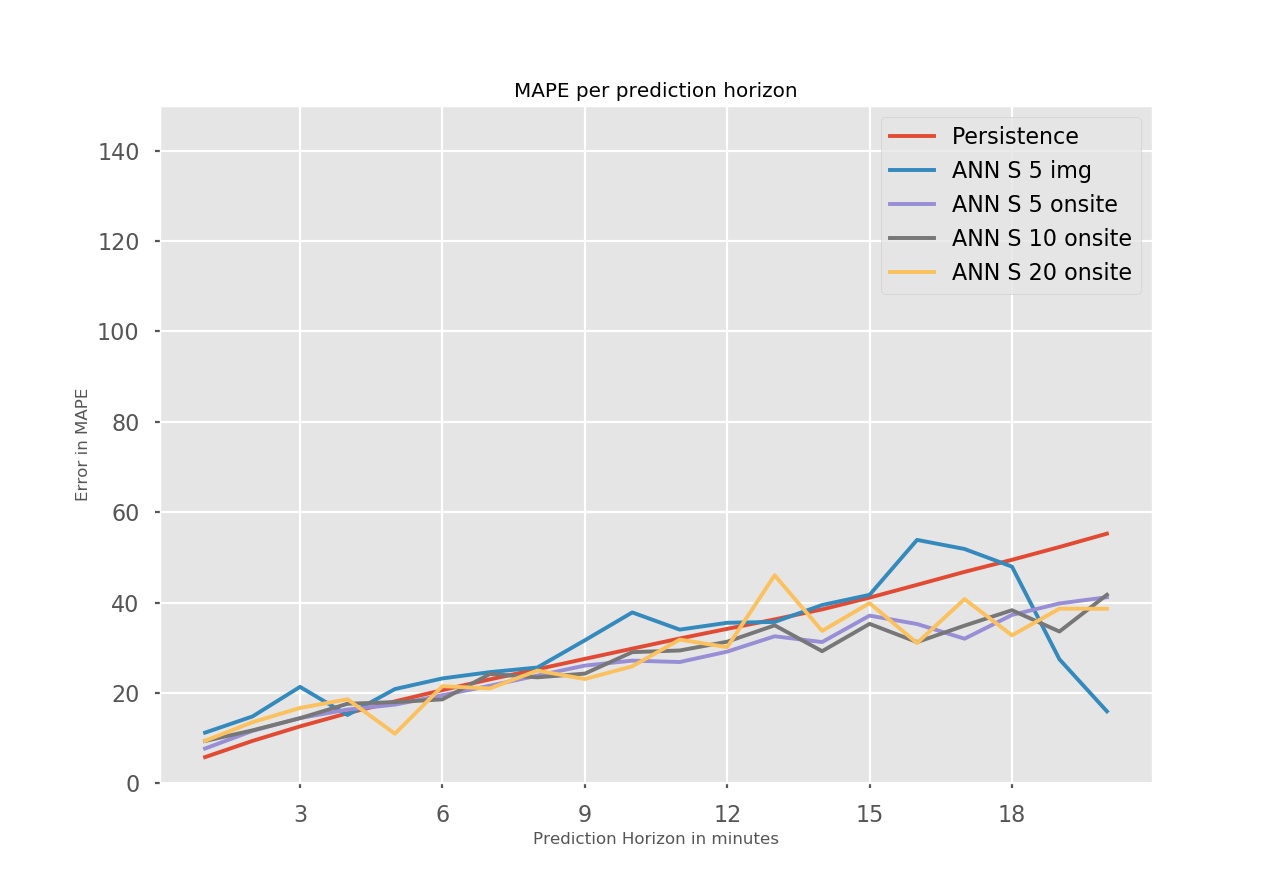 MAPE per prediction horizon
Persistence
ANN S 5 img
ANN S 5 onsite
ANN S 10 onsite
ANN S 20 onsite
140
120
100
80
60
40
20
0
Error in MAPE
3 6 9 12 15 18
Prediction Horizon in minutes